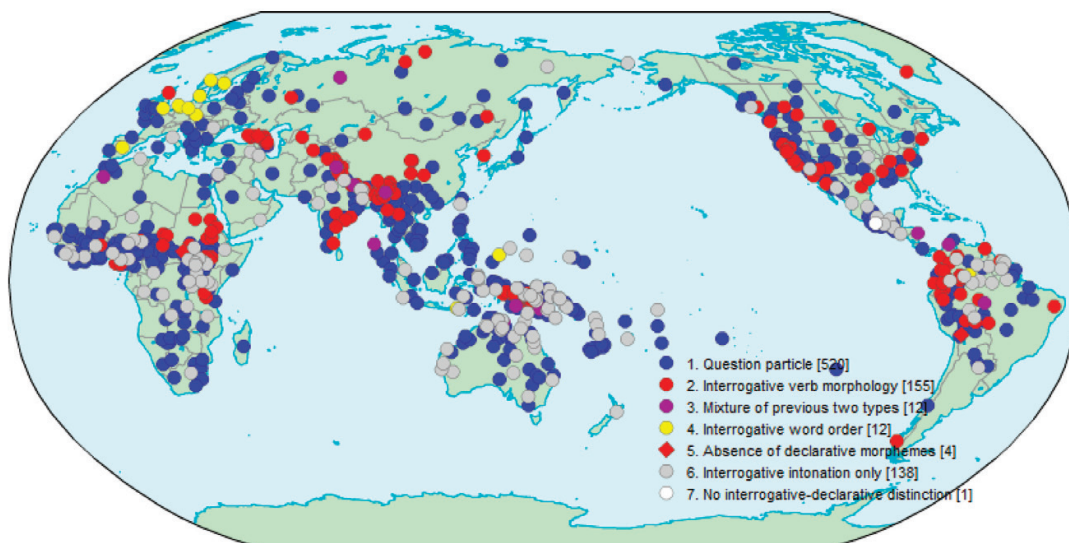 1. Question particle [520]
2. Interrogative verb morphology [155]
3. Mixture of previous two types [12]
4. Interrogative word order [12]
5. Absence of declarative morphemes [4]
6. Interrogative intonation only [138]
7. No interrogative-declarative distinction [1]